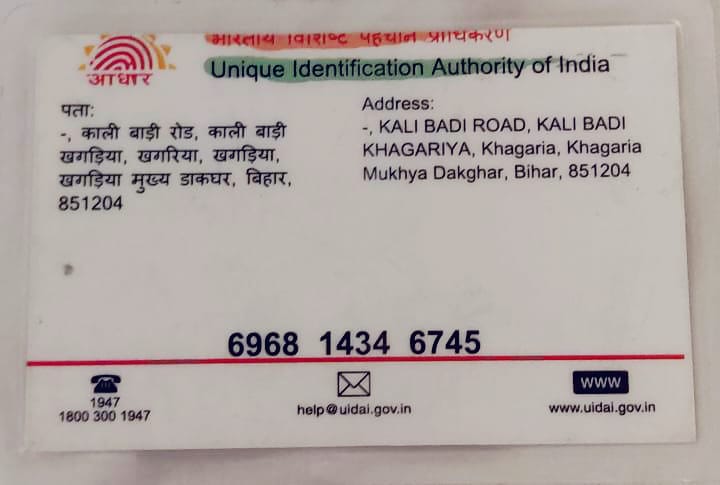 भारतीय विशिष्ट पहचान प्राधिकरण
आधार
Unique Identification Authority of India
पता:
-, काली बाड़ी रोड, काली बाड़ी
खगड़िया, खगरिया, खगड़िया,
खगड़िया मुख्य डाकघर, बिहार,
851204
Address:
-, KALI BADI ROAD, KALI BADI
KHAGARIYA, Khagaria, Khagaria
Mukhya Dakghar, Bihar, 851204
6968 1434 6745
1947
1800 300 1947
help@uidai.gov.in
www
www.uidai.gov.in